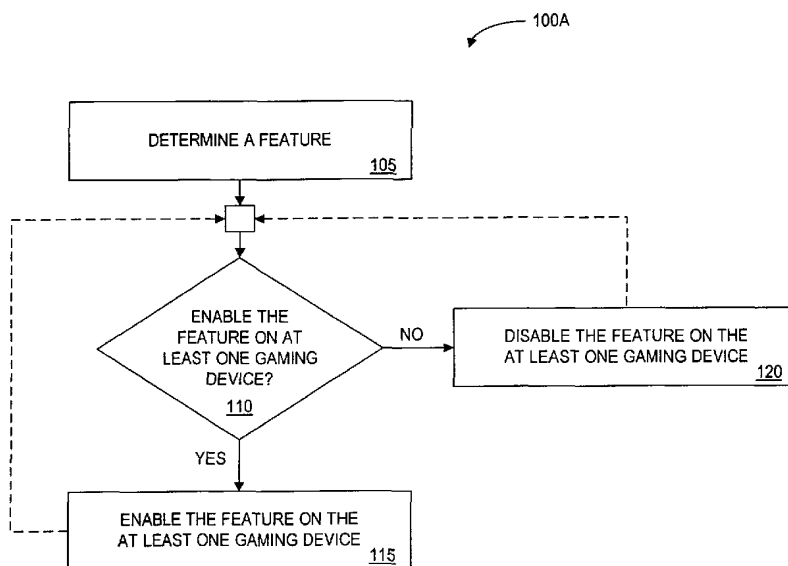 100A
DETERMINE A FEATURE
105
ENABLE THE
FEATURE ON AT
LEAST ONE GAMING
DEVICE?
110
NO
DISABLE THE FEATURE ON THE
AT LEAST ONE GAMING DEVICE
120
YES
ENABLE THE FEATURE ON THE
AT LEAST ONE GAMING DEVICE
115